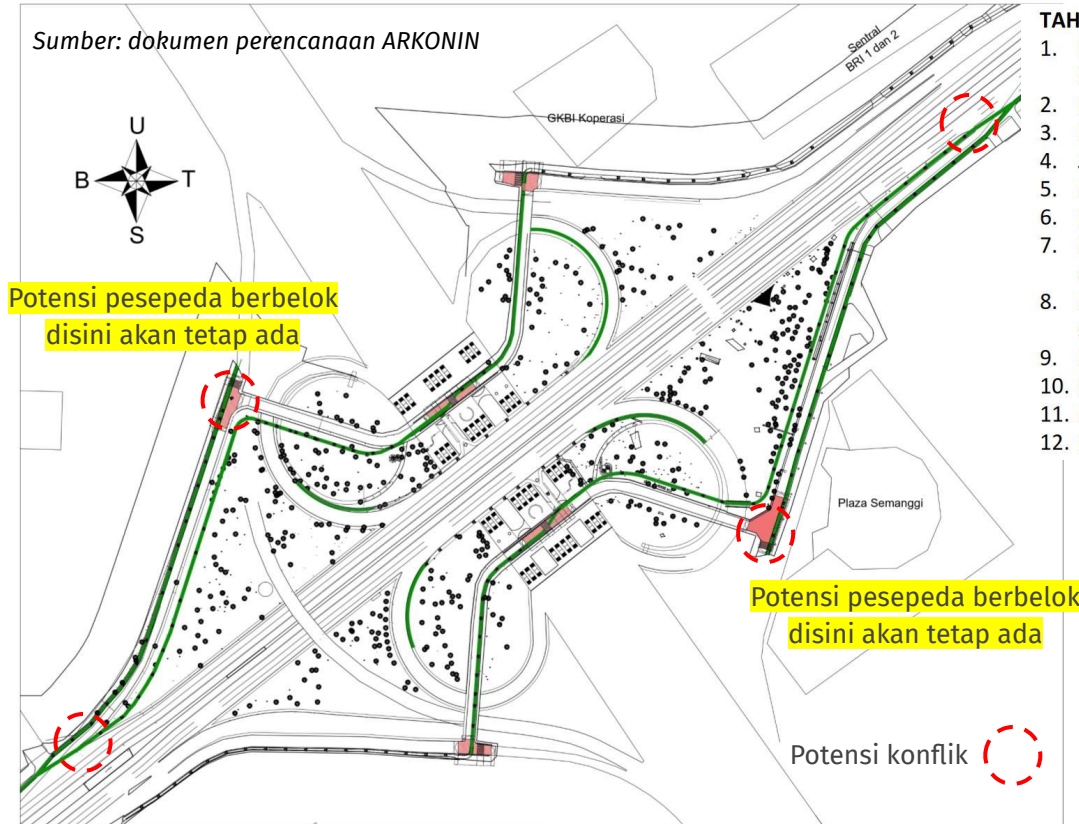 Sumber: dokumen perencanaan ARKONIN
Sentral
BRI 1 dan 2
GKBI Koperasi
U
B
T
S
Potensi pesepeda berbelok
disini akan tetap ada
Plaza Semanggi
Potensi pesepeda berbelok
disini akan tetap ada
Potensi konflik
TAH
1.
2.
3.
4.
5.
6.
7.
8.
9.
10.
11.
12.